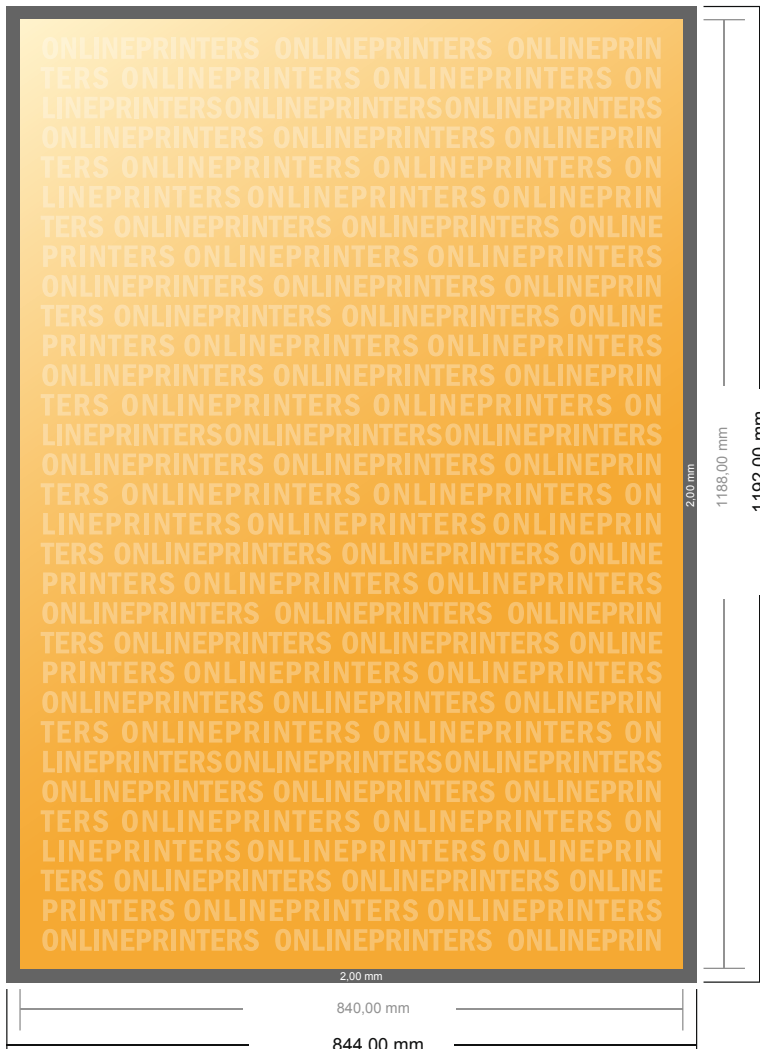 ONLINEPRINTERS ONLINEPRINTERS ONLINEPRIN
TERS ONLINEPRINTERS ONLINEPRINTERS ON
LINEPRINTERSONLINEPRINTERSONLINEPRINTERS
ONLINEPRINTERS ONLINEPRINTERS ONLINEPRIN
TERS ONLINEPRINTERS ONLINEPRINTERS ON
LINEPRINTERS ONLINEPRINTERS ONLINEPRIN
TERS ONLINEPRINTERS ONLINEPRINTERS ONLINE
PRINTERS ONLINEPRINTERS ONLINEPRINTERS
ONLINEPRINTERS ONLINEPRINTERS ONLINEPRIN
TERS ONLINEPRINTERS ONLINEPRINTERS ONLINE
PRINTERS ONLINEPRINTERS ONLINEPRINTERS
ONLINEPRINTERS ONLINEPRINTERS ONLINEPRIN
TERS ONLINEPRINTERS ONLINEPRINTERS ON
LINEPRINTERSONLINEPRINTERSONLINEPRINTERS
ONLINEPRINTERS ONLINEPRINTERS ONLINEPRIN
TERS ONLINEPRINTERS ONLINEPRINTERS ON
LINEPRINTERS ONLINEPRINTERS ONLINEPRIN
TERS ONLINEPRINTERS ONLINEPRINTERS ONLINE
PRINTERS ONLINEPRINTERS ONLINEPRINTERS
ONLINEPRINTERS ONLINEPRINTERS ONLINEPRIN
TERS ONLINEPRINTERS ONLINEPRINTERS ONLINE
PRINTERS ONLINEPRINTERS ONLINEPRINTERS
ONLINEPRINTERS ONLINEPRINTERS ONLINEPRIN
TERS ONLINEPRINTERS ONLINEPRINTERS ON
LINEPRINTERSONLINEPRINTERSONLINEPRINTERS
ONLINEPRINTERS ONLINEPRINTERS ONLINEPRIN
TERS ONLINEPRINTERS ONLINEPRINTERS ON
LINEPRINTERS ONLINEPRINTERS ONLINEPRIN
TERS ONLINEPRINTERS ONLINEPRINTERS ONLINE
PRINTERS ONLINEPRINTERS ONLINEPRINTERS
ONLINEPRINTERS ONLINEPRINTERS ONLINEPRIN
2,00 mm
1188,00 mm
1192,00 mm
2,00 mm
840,00 mm
844,00 mm